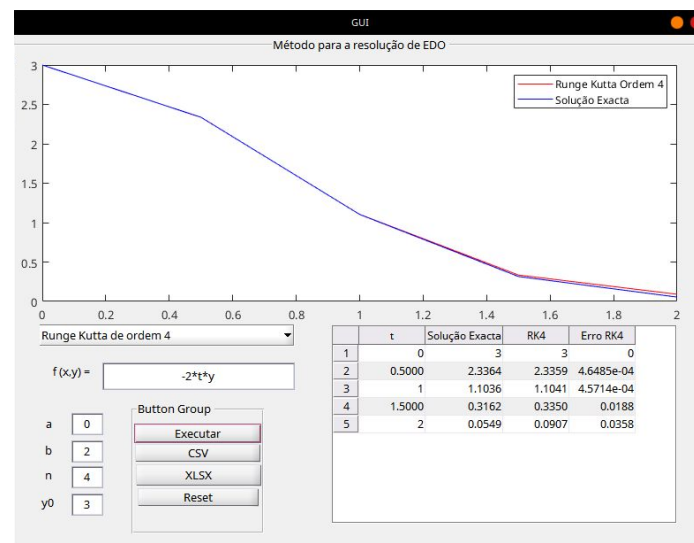 GUI
Método para a resolução de EDO
3
2.5
2
1.5
1
0.5
0
Runge Kutta Ordem 4
Solução Exacta
0 0.2 0.4 0.6 0.8 1 1.2 1.4 1.6 1.8 2
Runge Kutta de ordem 4
f (x,y) = -2*t*y
a 0
b 2
n 4
y0 3
Button Group
Executar
CSV
XLSX
Reset
t Solução Exacta RK4 Erro RK4
1 0 3 3 0
2 0.5000 2.3364 2.3359 4.6485e-04
3 1 1.1036 1.1041 4.5714e-04
4 1.5000 0.3162 0.3350 0.0188
5 2 0.0549 0.0907 0.0358